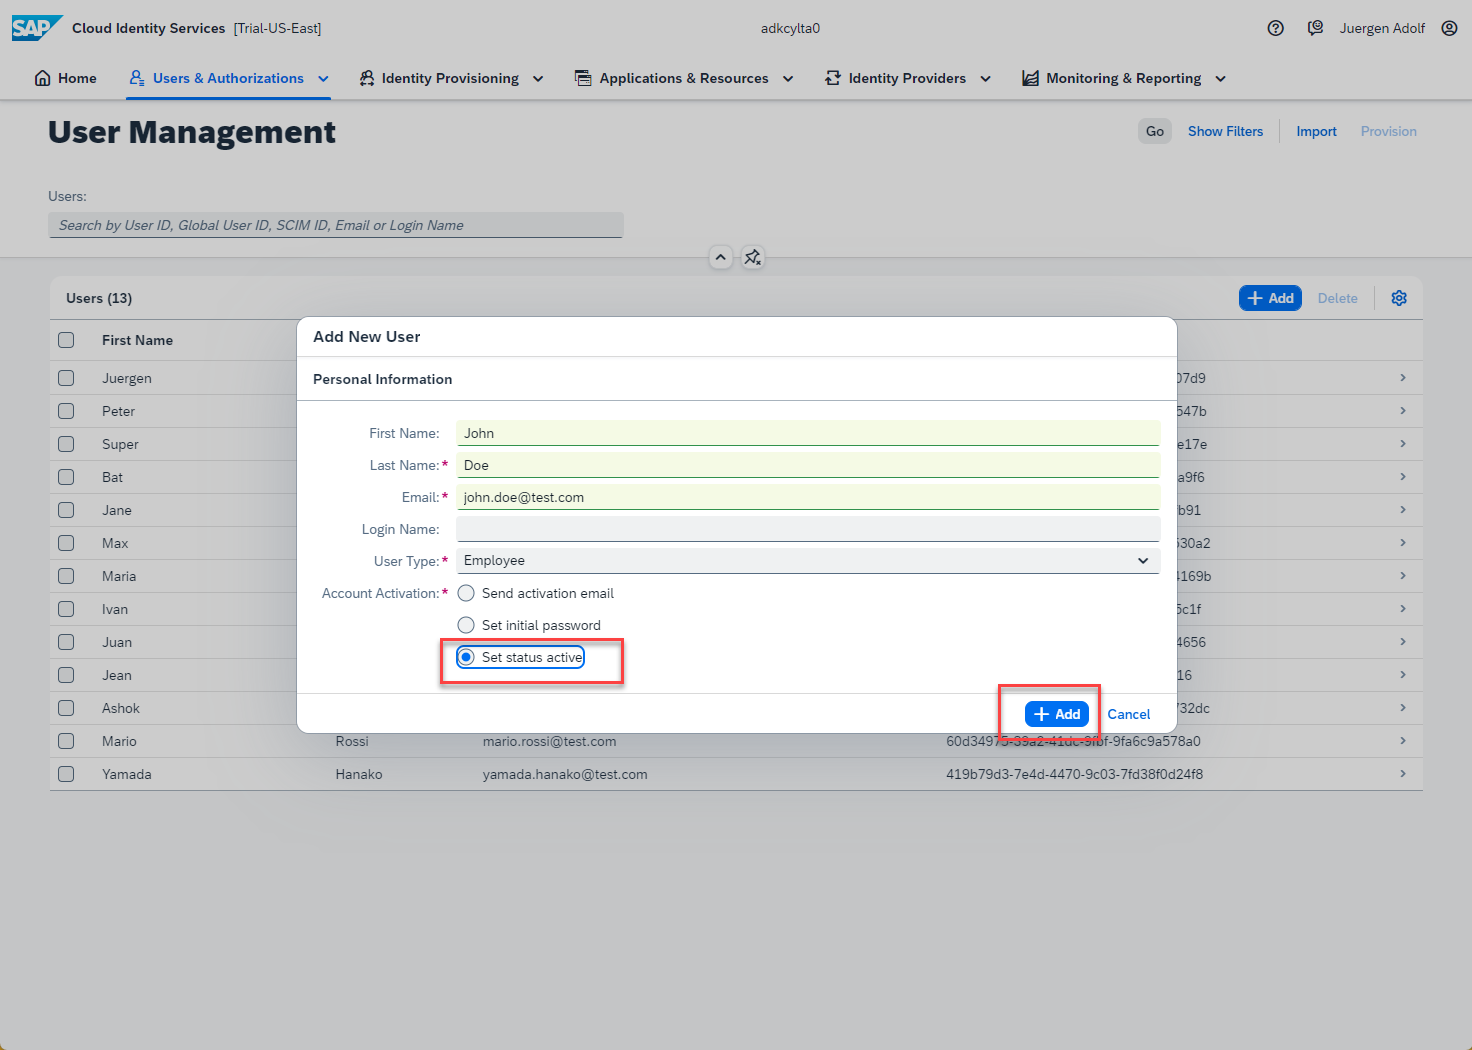 SAP Cloud Identity Services [Trial-US-East] adkcylta0 Juergen Adolf
Home Users & Authorizations Identity Provisioning Applications & Resources Identity Providers Monitoring & Reporting
User Management Go Show Filters Import Provision
Users:
Search by User ID, Global User ID, SCIM ID, Email or Login Name
Users (13) Add Delete
First Name
Juergen 07d9
Peter 547b
Super e17e
Bat a9f6
Jane b91
Max 630a2
Maria 4169b
Ivan 5c1f
Juan 4656
Jean 16
Ashok 732dc
Mario Rossi mario.rossi@test.com 60d34975-39a2-41dc-9fbf-9fa6c9a578a0
Yamada Hanako yamada.hanako@test.com 419b79d3-7e4d-4470-9c03-7fd38f0d24f8
Add New User
Personal Information
First Name: John
Last Name:* Doe
Email:* john.doe@test.com
Login Name:
User Type:* Employee
Account Activation:* Send activation email
Set initial password
Set status active
Add Cancel